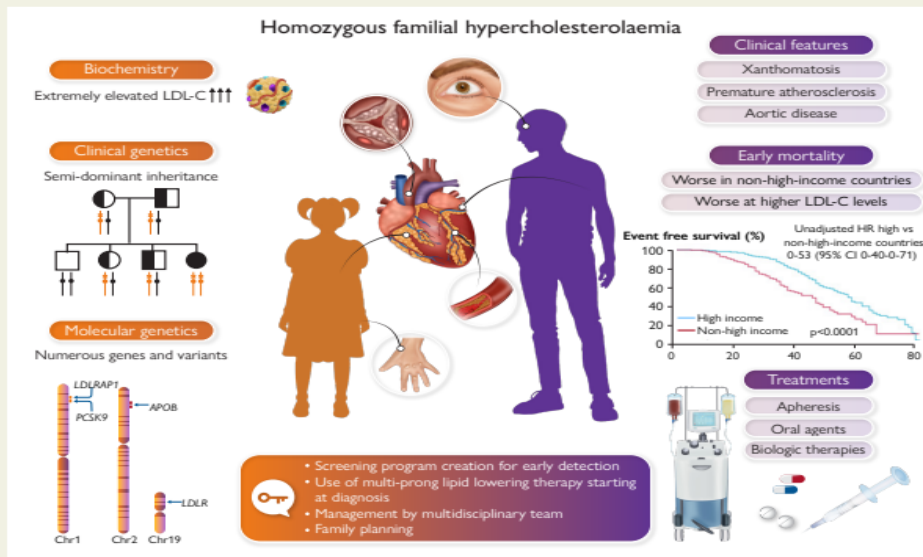 Homozygous familial hypercholesterolaemia
Biochemistry
Extremely elevated LDL-C ↑↑↑
Clinical genetics
Semi-dominant inheritance
Molecular genetics
Numerous genes and variants
LDLRAP1
PCSK9
APOB
LDLR
Chr1
Chr2
Chr19
Clinical features
Xanthomatosis
Premature atherosclerosis
Aortic disease
Early mortality
Worse in non-high-income countries
Worse at higher LDL-C levels
Event free survival (%)
Unadjusted HR high vs
non-high-income countries
0-53 (95% CI 0-40-0-71)
100
80
60
40
20
0
High income
Non-high income
p<0.0001
0
20
40
60
80
Treatments
Apheresis
Oral agents
Biologic therapies
• Screening program creation for early detection
• Use of multi-prong lipid lowering therapy starting
at diagnosis
• Management by multidisciplinary team
• Family planning